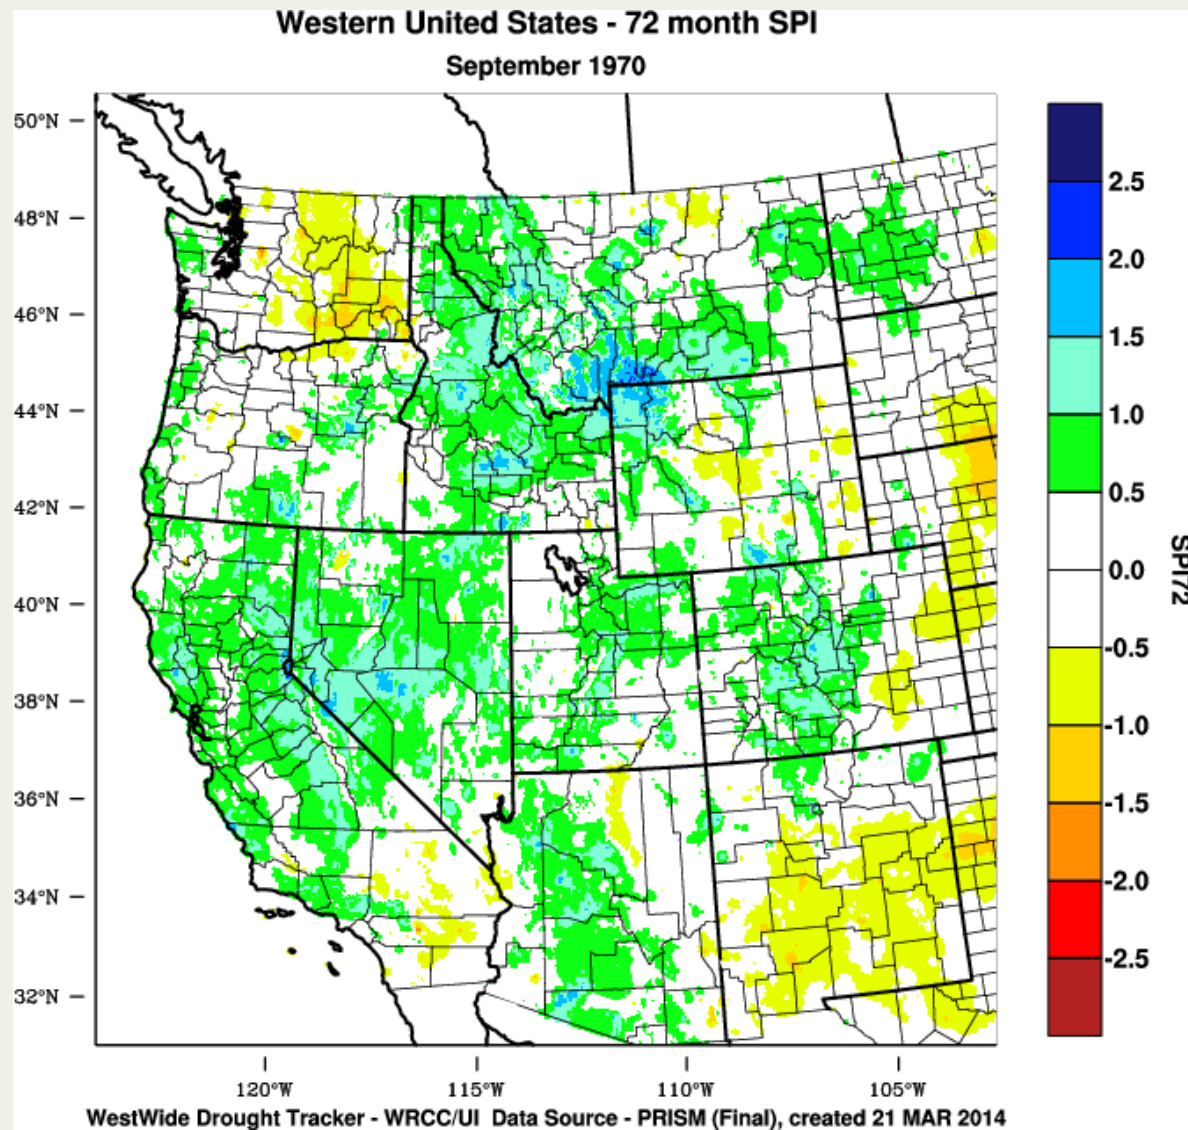 Western United States - 72 month SPI
September 1970
50°N
48°N
46°N
44°N
42°N
40°N
38°N
36°N
34°N
32°N
120°W
115°W
110°W
105°W
2.5
2.0
1.5
1.0
0.5
0.0
-0.5
-1.0
-1.5
-2.0
-2.5
SPI72
WestWide Drought Tracker - WRCC/UI Data Source - PRISM (Final), created 21 MAR 2014